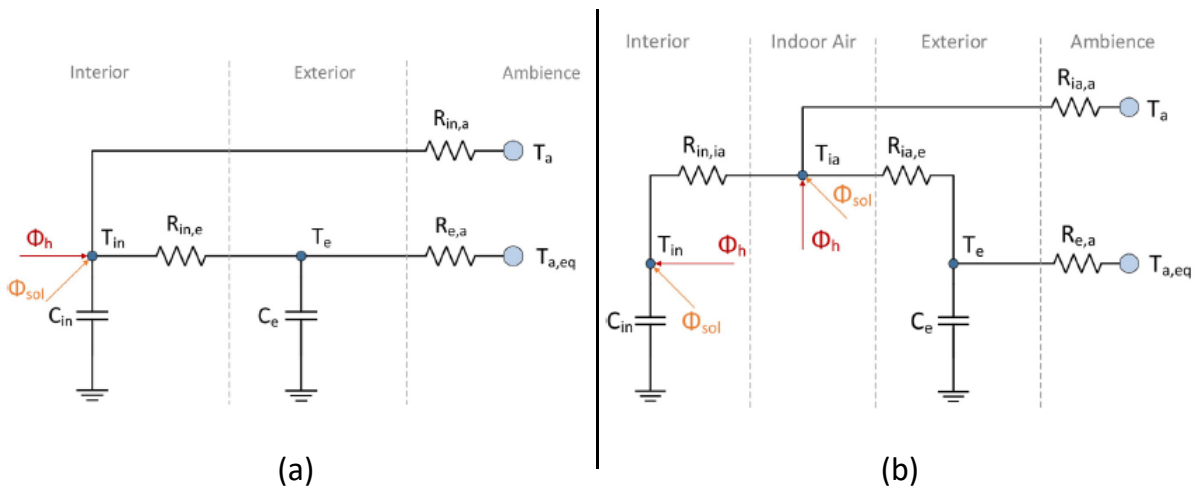 Interior
Exterior
Ambience
R_in,a
T_a
R_in,e
R_e,a
Φ_h
T_in
T_e
T_a,eq
Φ_sol
C_in
C_e
(a)
Interior
Indoor Air
Exterior
Ambience
R_ia,a
T_a
R_in,ia
T_ia
R_ia,e
Φ_sol
T_in
Φ_h
Φ_h
T_e
R_e,a
T_a,eq
C_in
Φ_sol
C_e
(b)